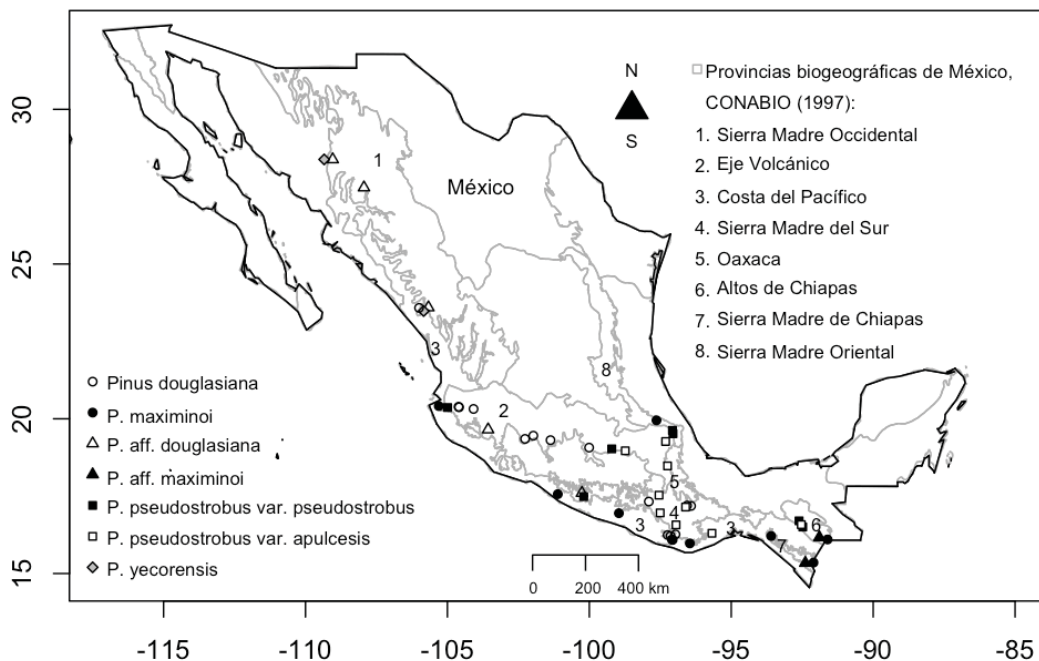 30
25
20
15
-115
-110
-105
-100
-95
-90
-85
N
S
México
Provincias biogeográficas de México,
CONABIO (1997):
1. Sierra Madre Occidental
2. Eje Volcánico
3. Costa del Pacífico
4. Sierra Madre del Sur
5. Oaxaca
6. Altos de Chiapas
7. Sierra Madre de Chiapas
8. Sierra Madre Oriental
1
3
2
8
5
4
3
3
6
7
Pinus douglasiana
P. maximinoi
P. aff. douglasiana
P. aff. maximinoi
P. pseudostrobus var. pseudostrobus
P. pseudostrobus var. apulcesis
P. yecorensis
0 200 400 km